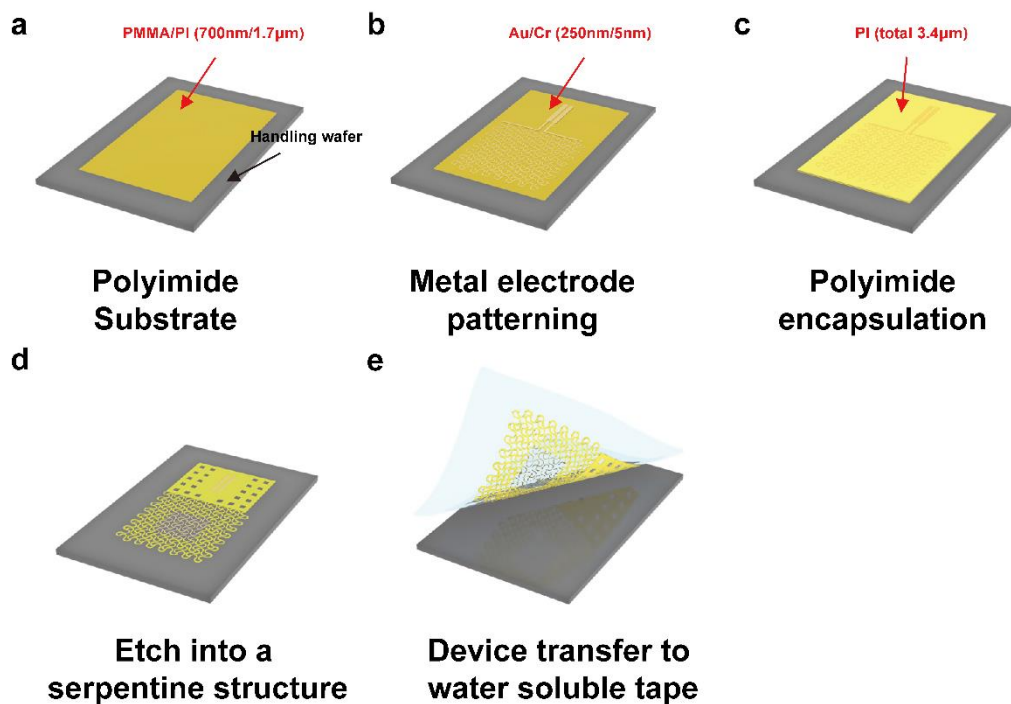 a
PMMA/PI (700nm/1.7μm)
Handling wafer
Polyimide
Substrate
b
Au/Cr (250nm/5nm)
Metal electrode
patterning
c
PI (total 3.4μm)
Polyimide
encapsulation
d
Etch into a
serpentine structure
e
Device transfer to
water soluble tape